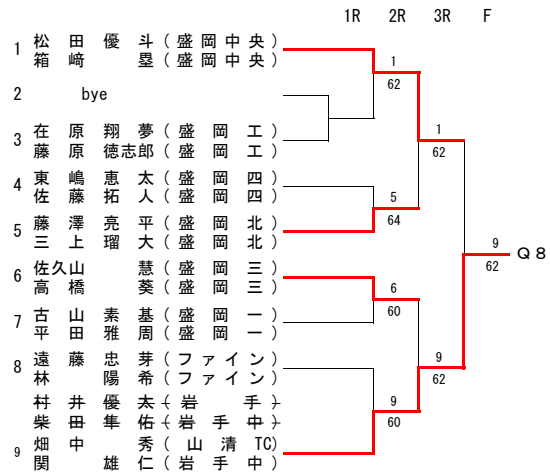 1R 2R 3R F
1 松田優斗(盛岡中央)
箱﨑塁(盛岡中央)
1
62
2 bye
1
62
3 在原翔夢(盛岡工)
藤原徳志郎(盛岡工)
4 東嶋恵太(盛岡四)
佐藤拓人(盛岡四)
5
64
5 藤澤亮平(盛岡北)
三上瑠大(盛岡北)
9
62
Q8
6 佐久山慧(盛岡三)
高橋葵(盛岡三)
6
60
7 古山素基(盛岡一)
平田雅周(盛岡一)
8 遠藤忠芽(ファイン)
林陽希(ファイン)
9
62
村井優太(岩手)
柴田隼佑(岩手中)
9
60
9 畑中秀(山清TC)
関雄仁(岩手中)